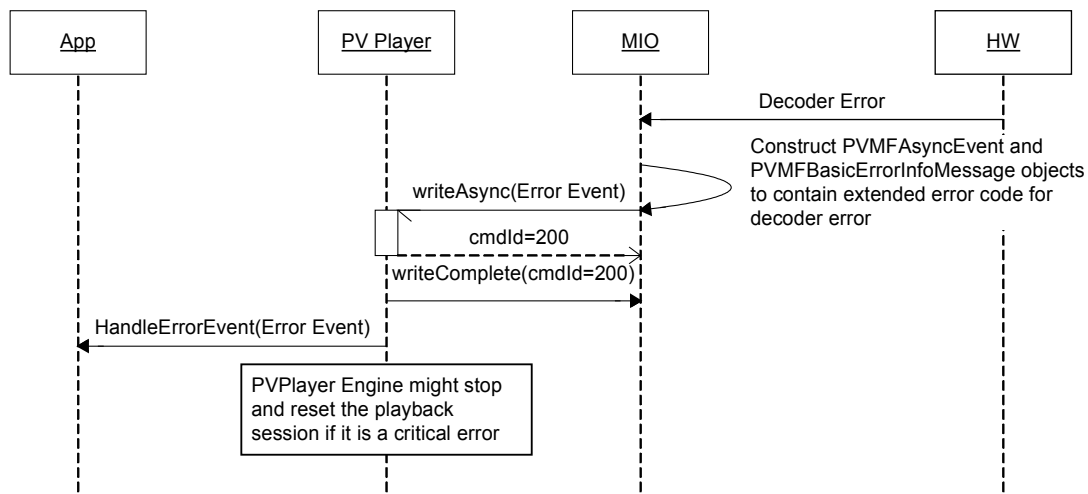 App
PV Player
MIO
HW
Decoder Error
Construct PVMFAsyncEvent and
PVMFBasicErrorInfoMessage objects
to contain extended error code for
decoder error
writeAsync(Error Event)
cmdId=200
writeComplete(cmdId=200)
HandleErrorEvent(Error Event)
PVPlayer Engine might stop
and reset the playback
session if it is a critical error